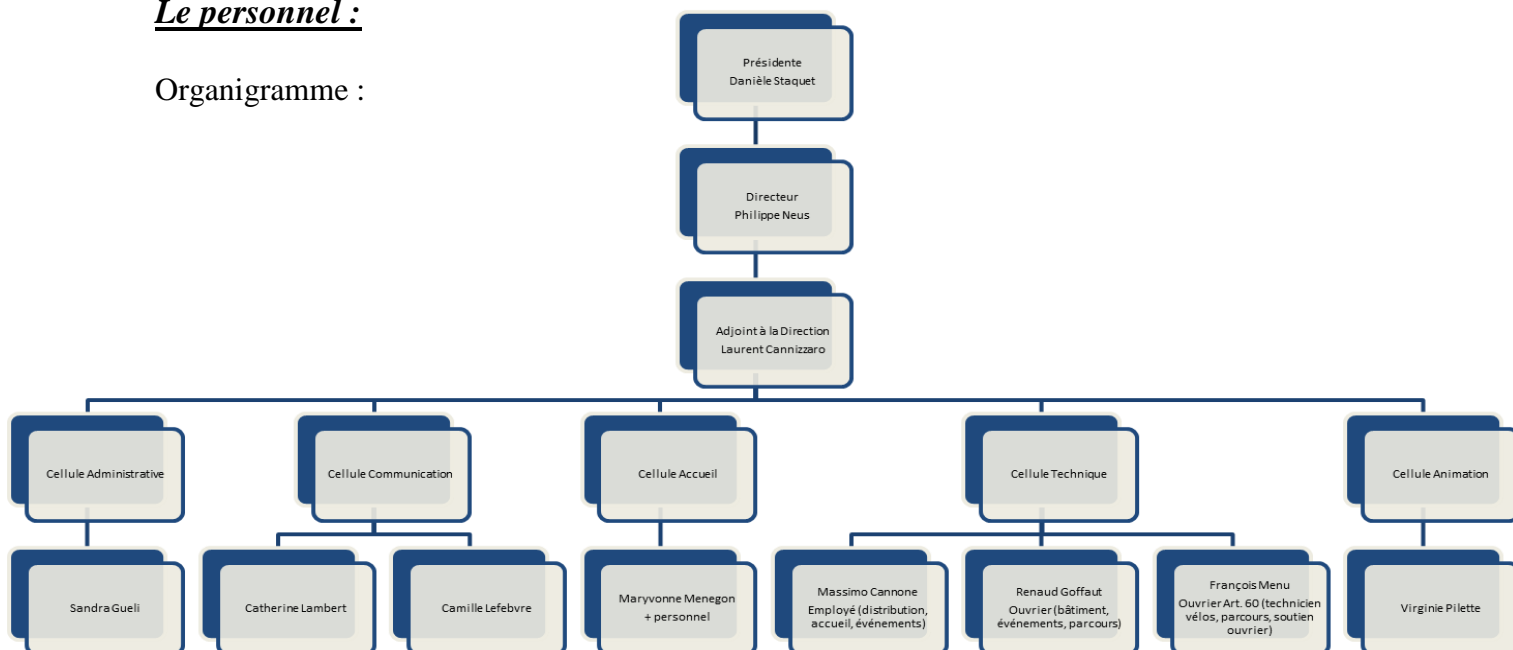 Le personnel :
Organigramme :
Présidente
Danièle Staquet
Directeur
Philippe Neus
Adjoint à la Direction
Laurent Cannizzaro
Cellule Administrative
Cellule Communication
Cellule Accueil
Cellule Technique
Cellule Animation
Sandra Gueli
Catherine Lambert
Camille Lefebvre
Maryvonne Menegon
+ personnel
Massimo Cannone
Employé (distribution,
accueil, événements)
Renaud Goffaut
Ouvrier (bâtiment,
événements, parcours)
François Menu
Ouvrier Art. 60 (technicien
vélos, parcours, soutien
ouvrier)
Virginie Pilette